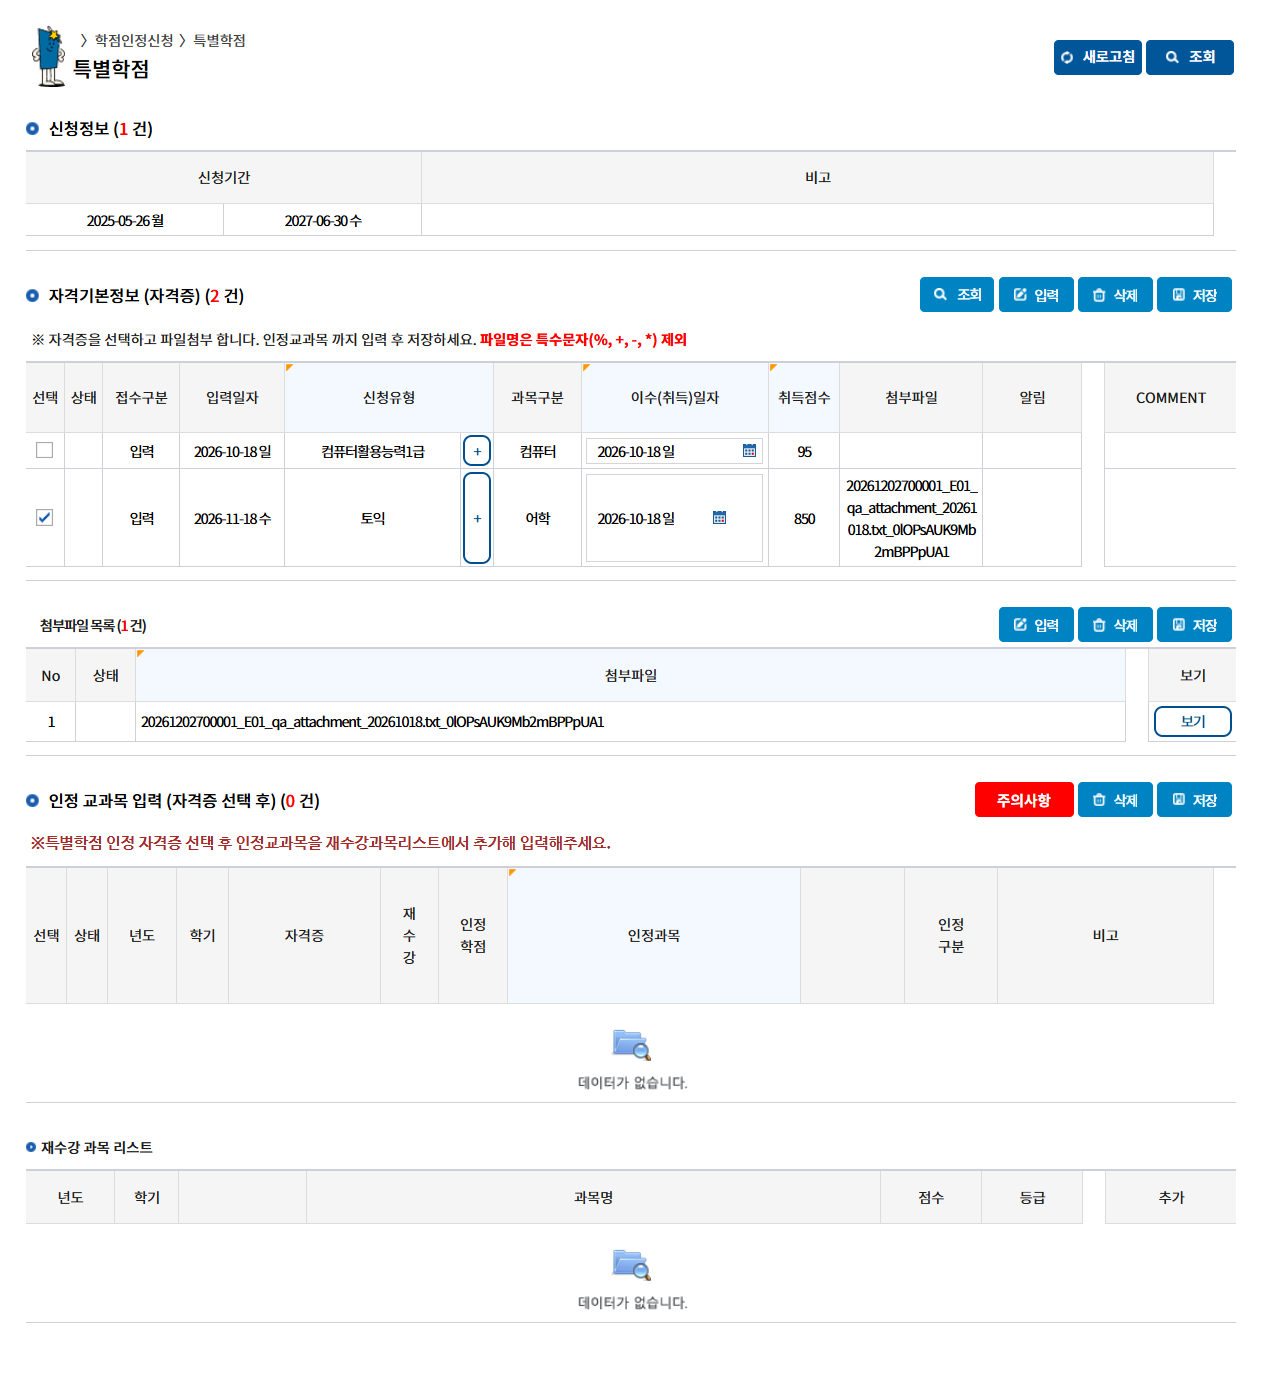 〉 학점인정신청 〉 특별학점
특별학점
새로고침 조회
신청정보 (1 건)
신청기간 비고
2025-05-26 월 2027-06-30 수
자격기본정보 (자격증) (2 건) 조회 입력 삭제 저장
※ 자격증을 선택하고 파일첨부 합니다. 인정교과목 까지 입력 후 저장하세요. 파일명은 특수문자(%, +, -, *) 제외
선택 상태 접수구분 입력일자 신청유형 과목구분 이수(취득)일자 취득점수 첨부파일 알림 COMMENT
입력 2026-10-18 일 컴퓨터활용능력1급 + 컴퓨터 2026-10-18 일 95
입력 2026-11-18 수 토익 + 어학 2026-10-18 일 850 20261202700001_E01_
qa_attachment_20261
018.txt_0lOPsAUK9Mb
2mBPPpUA1
첨부파일 목록 (1 건) 입력 삭제 저장
No 상태 첨부파일 보기
1 20261202700001_E01_qa_attachment_20261018.txt_0lOPsAUK9Mb2mBPPpUA1 보기
인정 교과목 입력 (자격증 선택 후) (0 건) 주의사항 삭제 저장
※특별학점 인정 자격증 선택 후 인정교과목을 재수강과목리스트에서 추가해 입력해주세요.
선택 상태 년도 학기 자격증 재
수
강 인정
학점 인정과목 인정
구분 비고
데이터가 없습니다.
재수강 과목 리스트
년도 학기 과목명 점수 등급 추가
데이터가 없습니다.